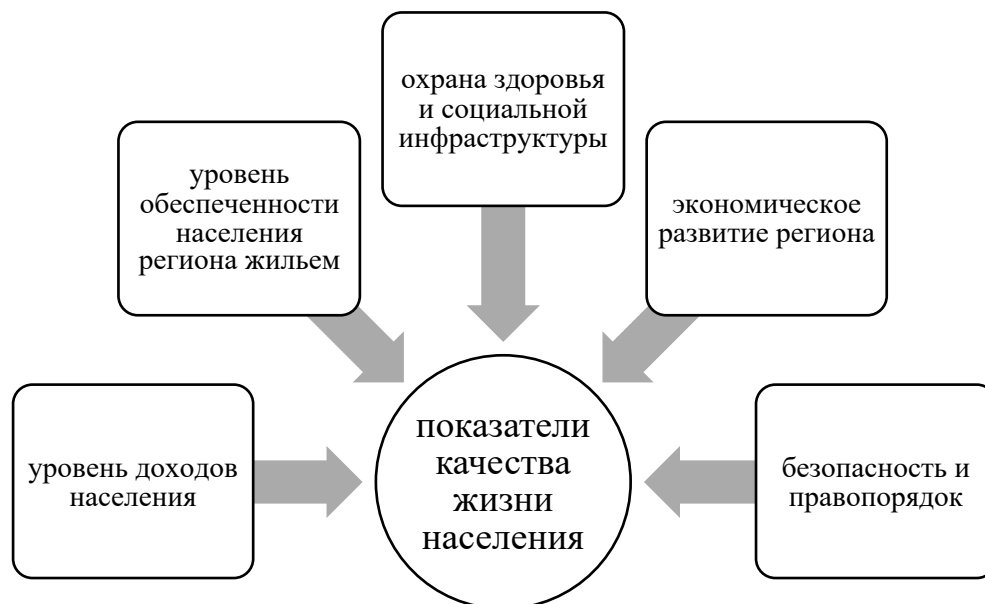 охрана здоровья
и социальной
инфраструктуры
уровень
обеспеченности
населения
региона жильем
экономическое
развитие региона
уровень доходов
населения
показатели
качества
жизни
населения
безопасность и
правопорядок